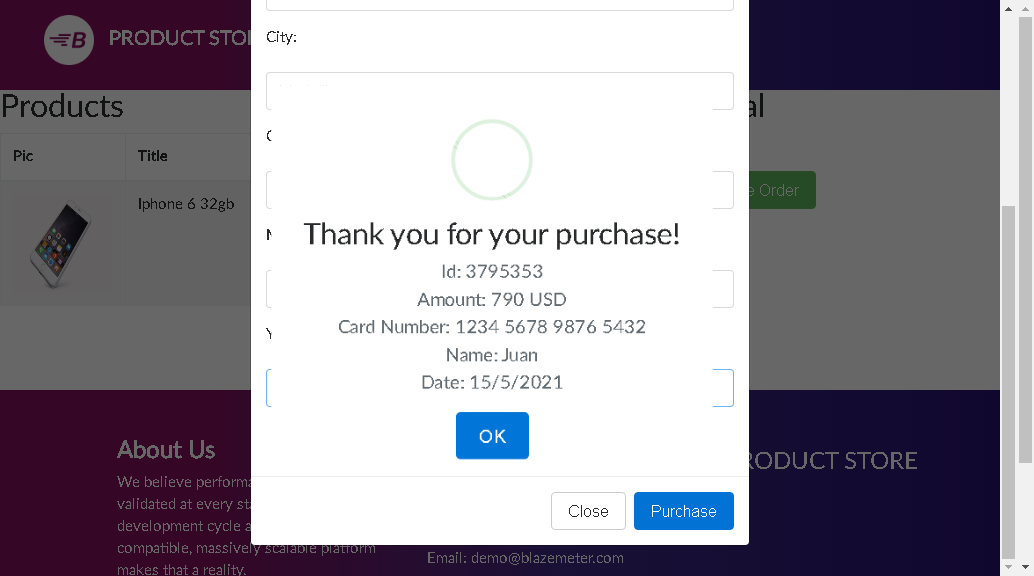 PRODUCT STO
City:
Products
al
Pic
Title
e Order
Iphone 6 32gb
Thank you for your purchase!
Id: 3795353
Amount: 790 USD
Card Number: 1234 5678 9876 5432
Name: Juan
Date: 15/5/2021
OK
About Us
We believe performa
validated at every sta
development cycle a
compatible, massively scalable platform
makes that a reality.
RODUCT STORE
Close
Purchase
Email: demo@blazemeter.com